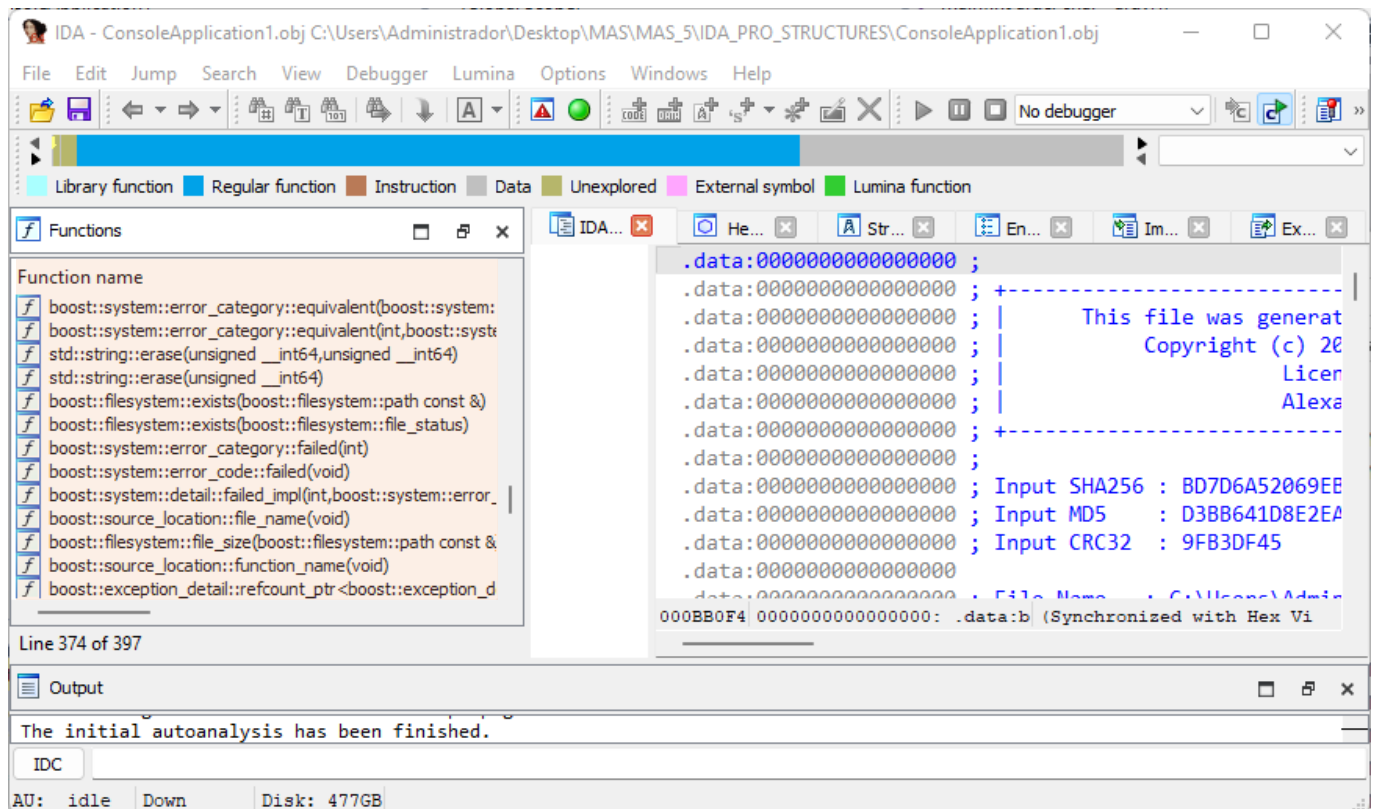 IDA - ConsoleApplication1.obj C:\Users\Administrador\Desktop\MAS\MAS_5\IDA_PRO_STRUCTURES\ConsoleApplication1.obj
File Edit Jump Search View Debugger Lumina Options Windows Help
No debugger
Library function Regular function Instruction Data Unexplored External symbol Lumina function
Functions
IDA... He... Str... En... Im... Ex...
Function name
boost::system::error_category::equivalent(boost::system:
boost::system::error_category::equivalent(int,boost::syste
std::string::erase(unsigned __int64,unsigned __int64)
std::string::erase(unsigned __int64)
boost::filesystem::exists(boost::filesystem::path const &)
boost::filesystem::exists(boost::filesystem::file_status)
boost::system::error_category::failed(int)
boost::system::error_code::failed(void)
boost::system::detail::failed_impl(int,boost::system::error_
boost::source_location::file_name(void)
boost::filesystem::file_size(boost::filesystem::path const &
boost::source_location::function_name(void)
boost::exception_detail::refcount_ptr<boost::exception_d
Line 374 of 397
.data:0000000000000000 ;
.data:0000000000000000 ; +---------------------------
.data:0000000000000000 ; | This file was generat
.data:0000000000000000 ; | Copyright (c) 20
.data:0000000000000000 ; | Licen
.data:0000000000000000 ; | Alexa
.data:0000000000000000 ; +---------------------------
.data:0000000000000000 ;
.data:0000000000000000 ; Input SHA256 : BD7D6A52069EB
.data:0000000000000000 ; Input MD5 : D3BB641D8E2EA
.data:0000000000000000 ; Input CRC32 : 9FB3DF45
.data:0000000000000000
.data:0000000000000000 ; File Name : C:\Users\Admin
000BB0F4 0000000000000000: .data:b (Synchronized with Hex Vi
Output
The initial autoanalysis has been finished.
IDC
AU: idle Down Disk: 477GB